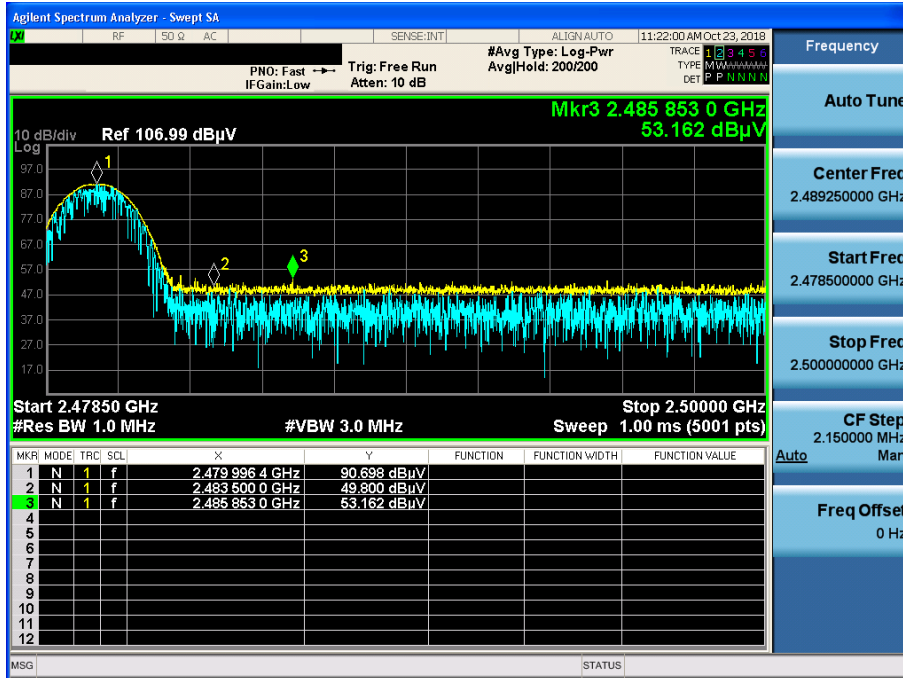 Agilent Spectrum Analyzer - Swept SA
LXI RF 50 Ω AC SENSE:INT ALIGN AUTO 11:22:00 AM Oct 23, 2018
PNO: Fast Trig: Free Run #Avg Type: Log-Pwr TRACE 1 2 3 4 5 6
IFGain:Low Atten: 10 dB Avg|Hold: 200/200 TYPE M W W W W W
DET P P N N N N
Mkr3 2.485 853 0 GHz
53.162 dBµV
10 dB/div Ref 106.99 dBµV
Log
97.0
87.0
77.0
67.0
57.0
47.0
37.0
27.0
17.0
1
2
3
Start 2.47850 GHz Stop 2.50000 GHz
#Res BW 1.0 MHz #VBW 3.0 MHz Sweep 1.00 ms (5001 pts)
MKR MODE TRC SCL X Y FUNCTION FUNCTION WIDTH FUNCTION VALUE
1 N 1 f 2.479 996 4 GHz 90.698 dBµV
2 N 1 f 2.483 500 0 GHz 49.800 dBµV
3 N 1 f 2.485 853 0 GHz 53.162 dBµV
4
5
6
7
8
9
10
11
12
MSG STATUS
Frequency
Auto Tune
Center Freq
2.489250000 GHz
Start Freq
2.478500000 GHz
Stop Freq
2.500000000 GHz
CF Step
2.150000 MHz
Auto Man
Freq Offset
0 Hz